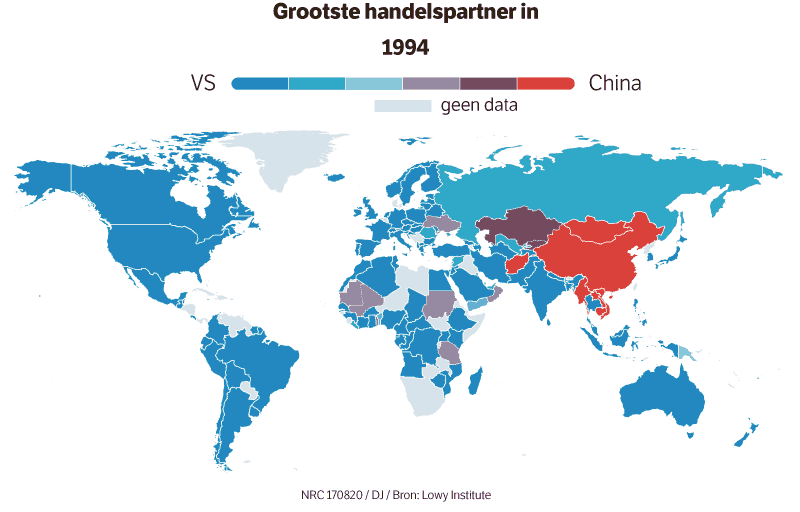 Grootste handelspartner in
1994
VS China
geen data
NRC 170820 / DJ / Bron: Lowy Institute